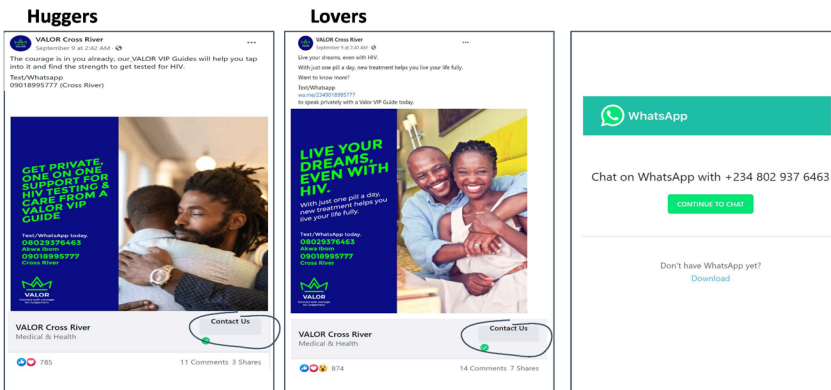 Huggers
VALOR Cross River
September 9 at 2:42 AM ·
The courage is in you already, our VALOR VIP Guides will help you tap
into it and find the strength to get tested for HIV.
Text/Whatsapp
09018995777 (Cross River)
GET PRIVATE,
ONE ON ONE
SUPPORT FOR
HIV TESTING &
CARE FROM A
VALOR VIP
GUIDE
Text/WhatsApp today.
08029376463
Akwa Ibom
09018995777
Cross River
VALOR
VALOR Cross River
Medical & Health
Contact Us
785
11 Comments 3 Shares
Lovers
VALOR Cross River
September 9 at 2:40 AM ·
Live your dreams, even with HIV.
With just one pill a day, new treatment helps you live your life fully.
Want to know more?
Text/Whatsapp
wa.me/2349018995777
to speak privately with a Valor VIP Guide today.
LIVE YOUR
DREAMS,
EVEN WITH
HIV.
With just one pill a day,
new treatment helps you
live your life fully.
Text/WhatsApp today.
08029376463
Akwa Ibom
09018995777
Cross River
VALOR
VALOR Cross River
Medical & Health
Contact Us
874
14 Comments 7 Shares
WhatsApp
Chat on WhatsApp with +234 802 937 6463
CONTINUE TO CHAT
Don't have WhatsApp yet?
Download